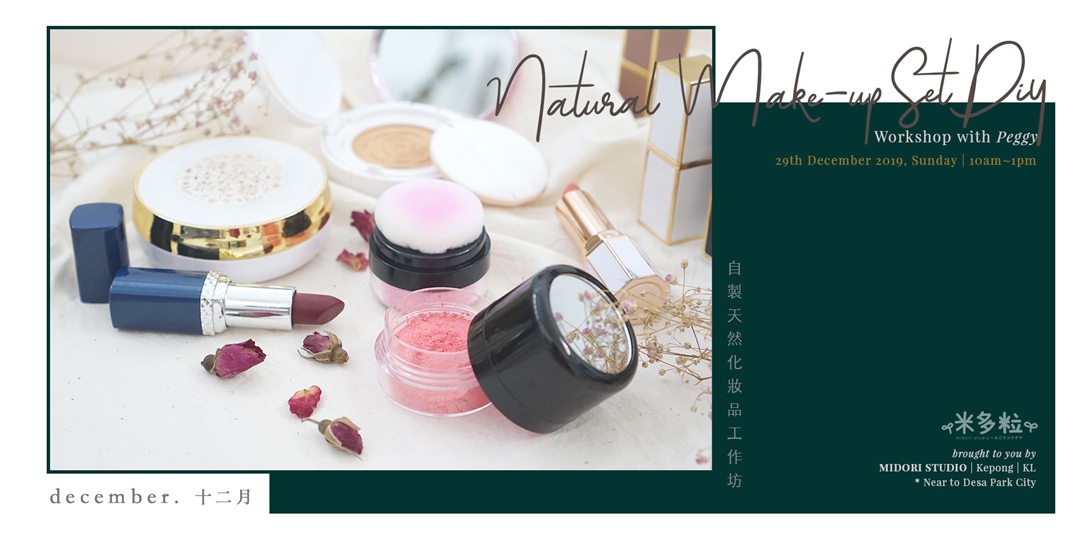 Natural Make-up Set Diy
Workshop with Peggy
29th December 2019, Sunday | 10am~1pm
自製天然化妝品工作坊
米多粒
brought to you by
MIDORI STUDIO | Kepong | KL
* Near to Desa Park City
december. 十二月